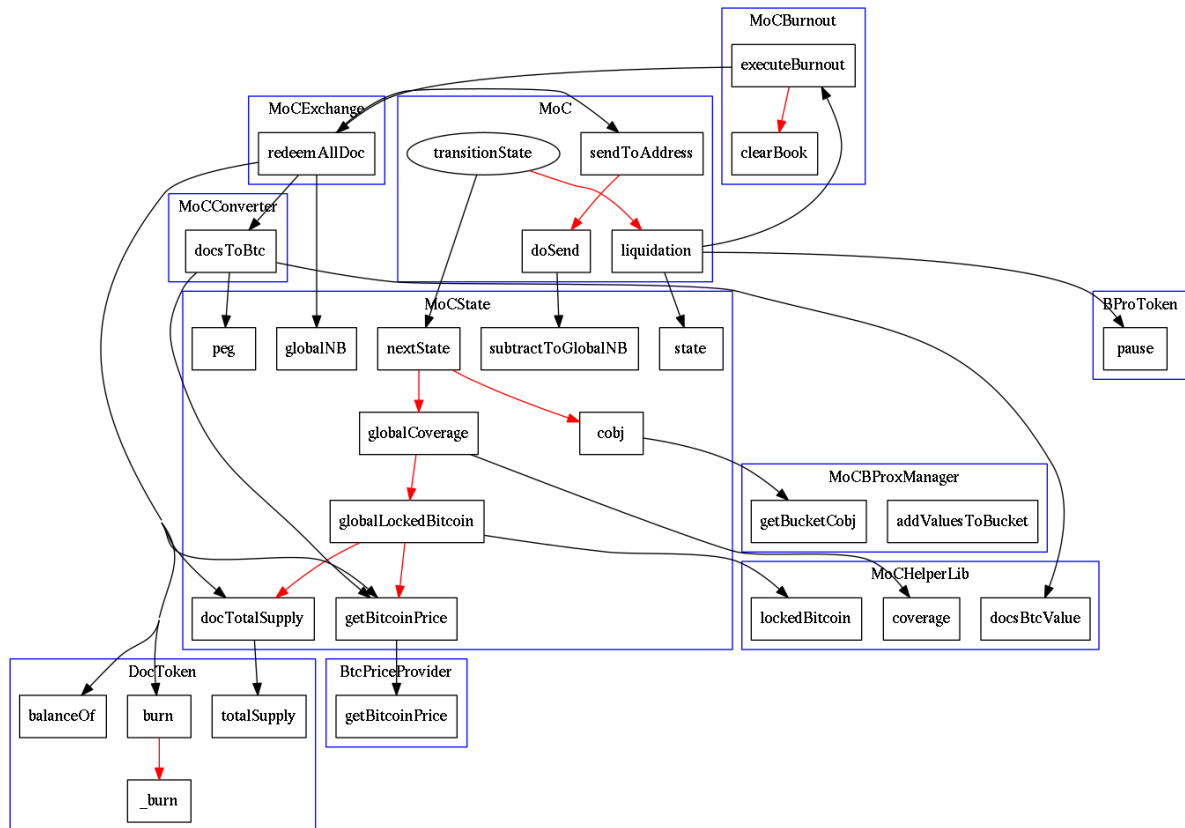 MoCBurnout
executeBurnout
MoCExchange
MoC
redeemAllDoc
transitionState
sendToAddress
clearBook
MoCConverter
docsToBtc
doSend
liquidation
MoCState
BProToken
peg
globalNB
nextState
subtractToGlobalNB
state
pause
globalCoverage
cobj
MoCBProxManager
getBucketCobj
addValuesToBucket
globalLockedBitcoin
MoCHelperLib
docTotalSupply
getBitcoinPrice
lockedBitcoin
coverage
docsBtcValue
DocToken
BtcPriceProvider
balanceOf
burn
totalSupply
getBitcoinPrice
_burn